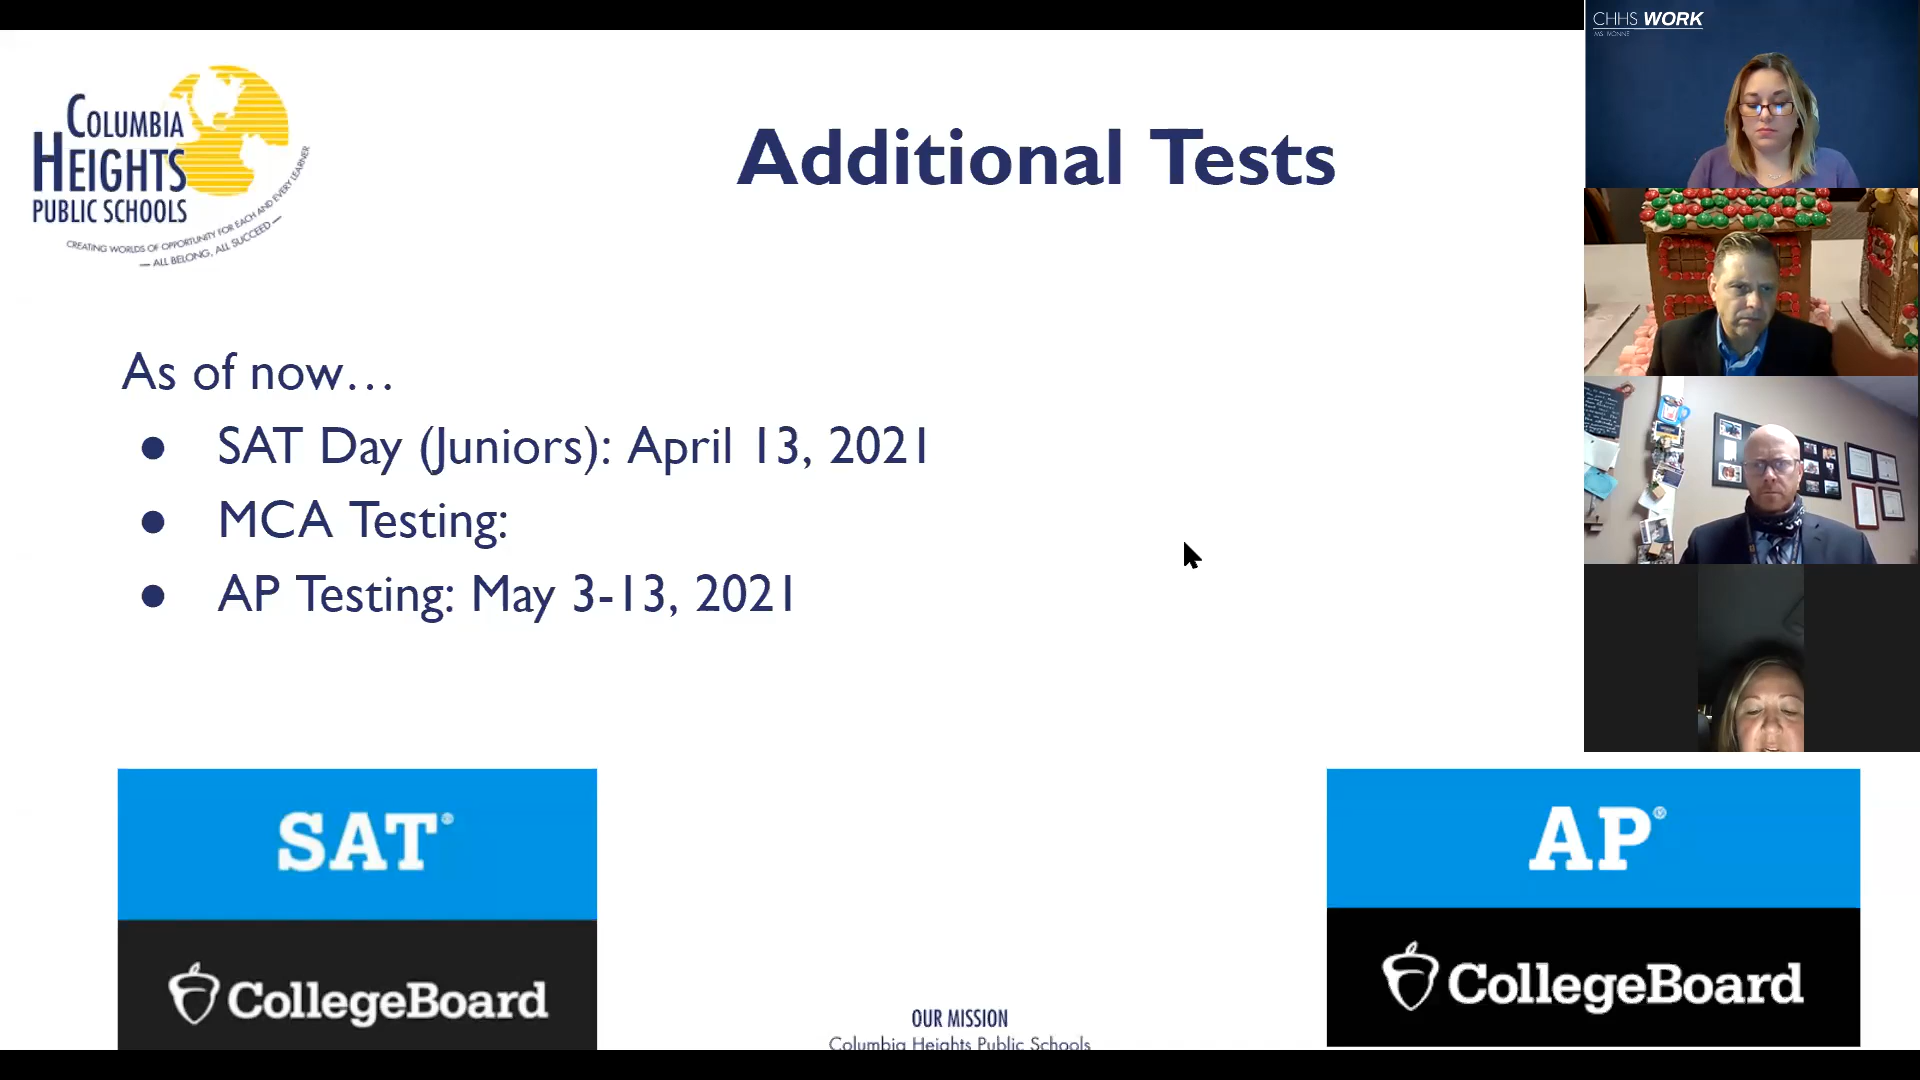 COLUMBIA
HEIGHTS
PUBLIC SCHOOLS
CREATING WORLDS OF OPPORTUNITY FOR EACH AND EVERY LEARNER
— ALL BELONG, ALL SUCCEED —
Additional Tests
As of now…
● SAT Day (Juniors): April 13, 2021
● MCA Testing:
● AP Testing: May 3-13, 2021
SAT®
CollegeBoard
AP®
CollegeBoard
OUR MISSION
Columbia Heights Public Schools
CHHS WORK